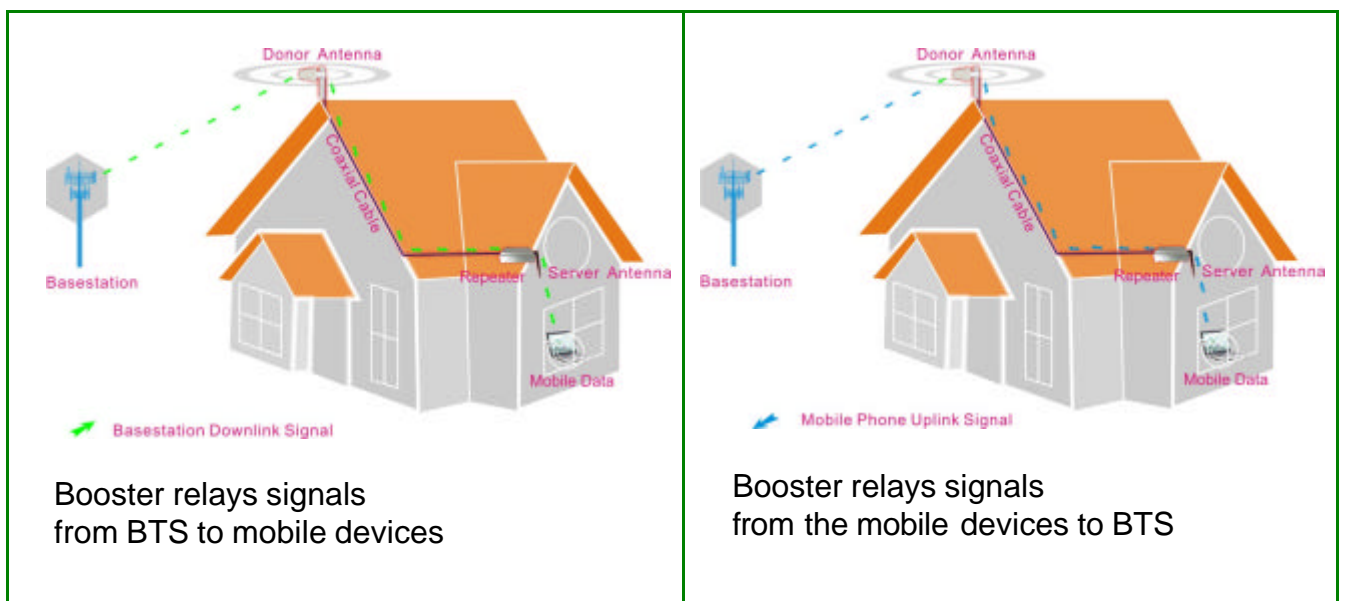 Donor Antenna
Coaxial Cable
Basestation
Repeater
Server Antenna
Mobile Data
Basestation Downlink Signal
Booster relays signals
from BTS to mobile devices
Donor Antenna
Coaxial Cable
Basestation
Repeater
Server Antenna
Mobile Data
Mobile Phone Uplink Signal
Booster relays signals
from the mobile devices to BTS